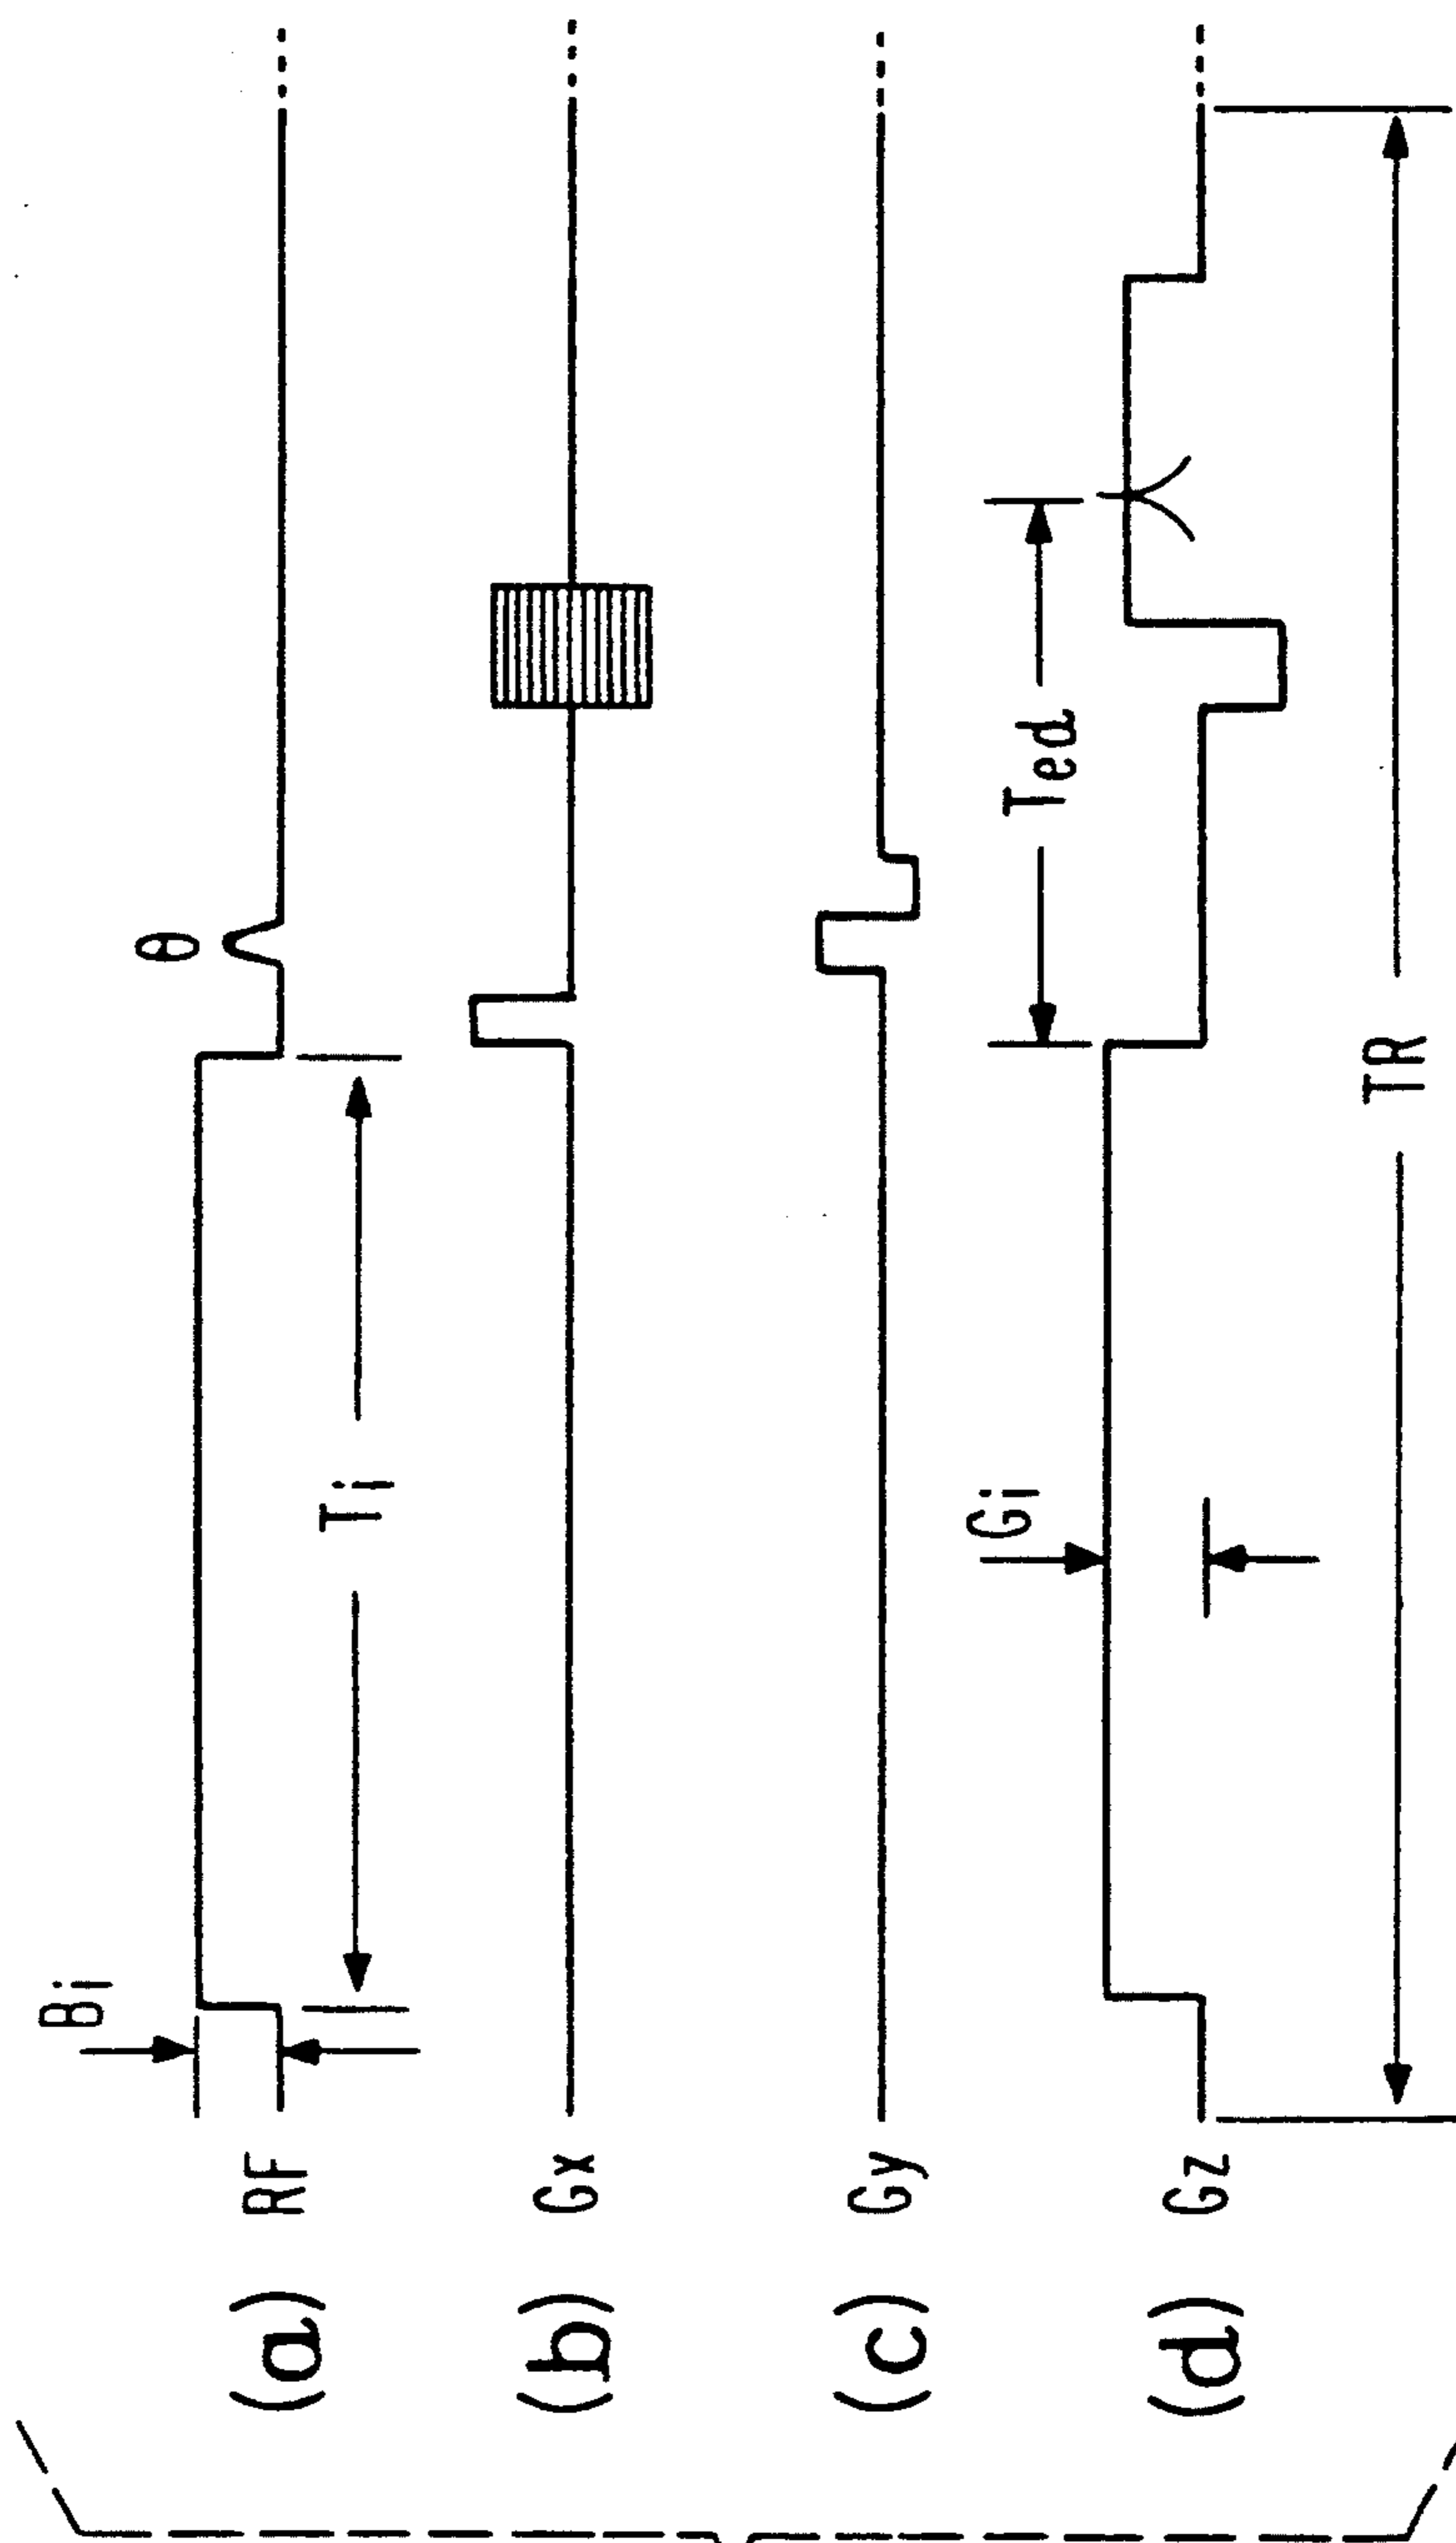 Bi
θ
(a) RF
Ti
(b) Gx
(c) Gy
Gi
Ted
(d) Gz
TR